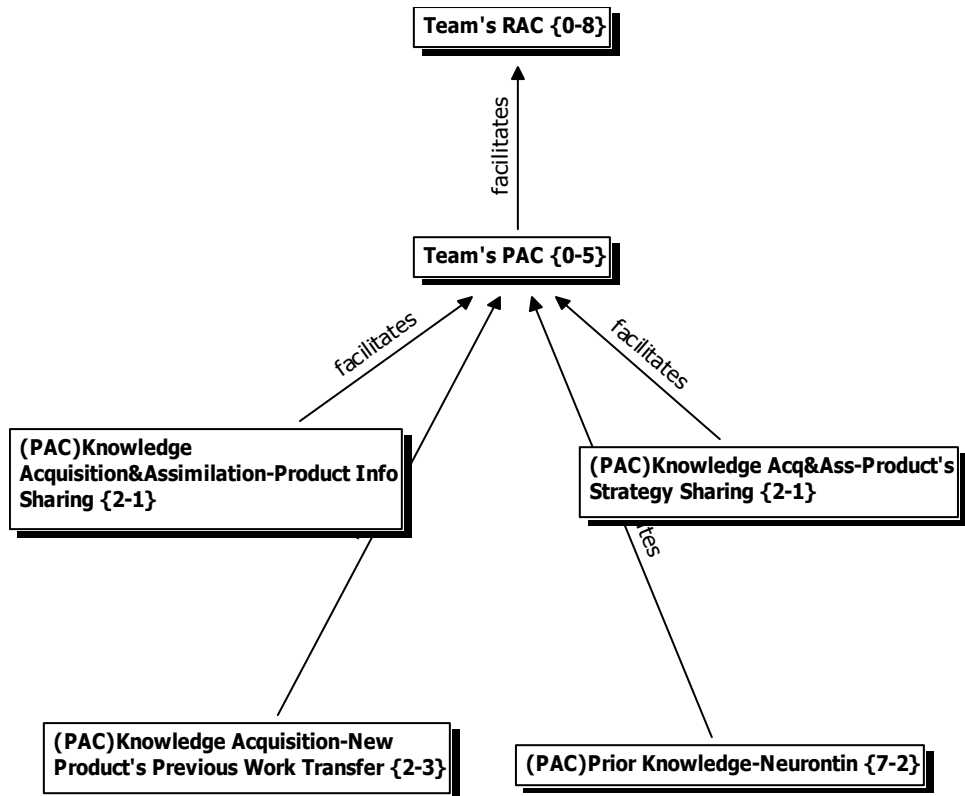 Team's RAC {0-8}
facilitates
Team's PAC {0-5}
facilitates
facilitates
(PAC)Knowledge
Acquisition&Assimilation-Product Info
Sharing {2-1}
(PAC)Knowledge Acq&Ass-Product's
Strategy Sharing {2-1}
(PAC)Knowledge Acquisition-New
Product's Previous Work Transfer {2-3}
(PAC)Prior Knowledge-Neurontin {7-2}